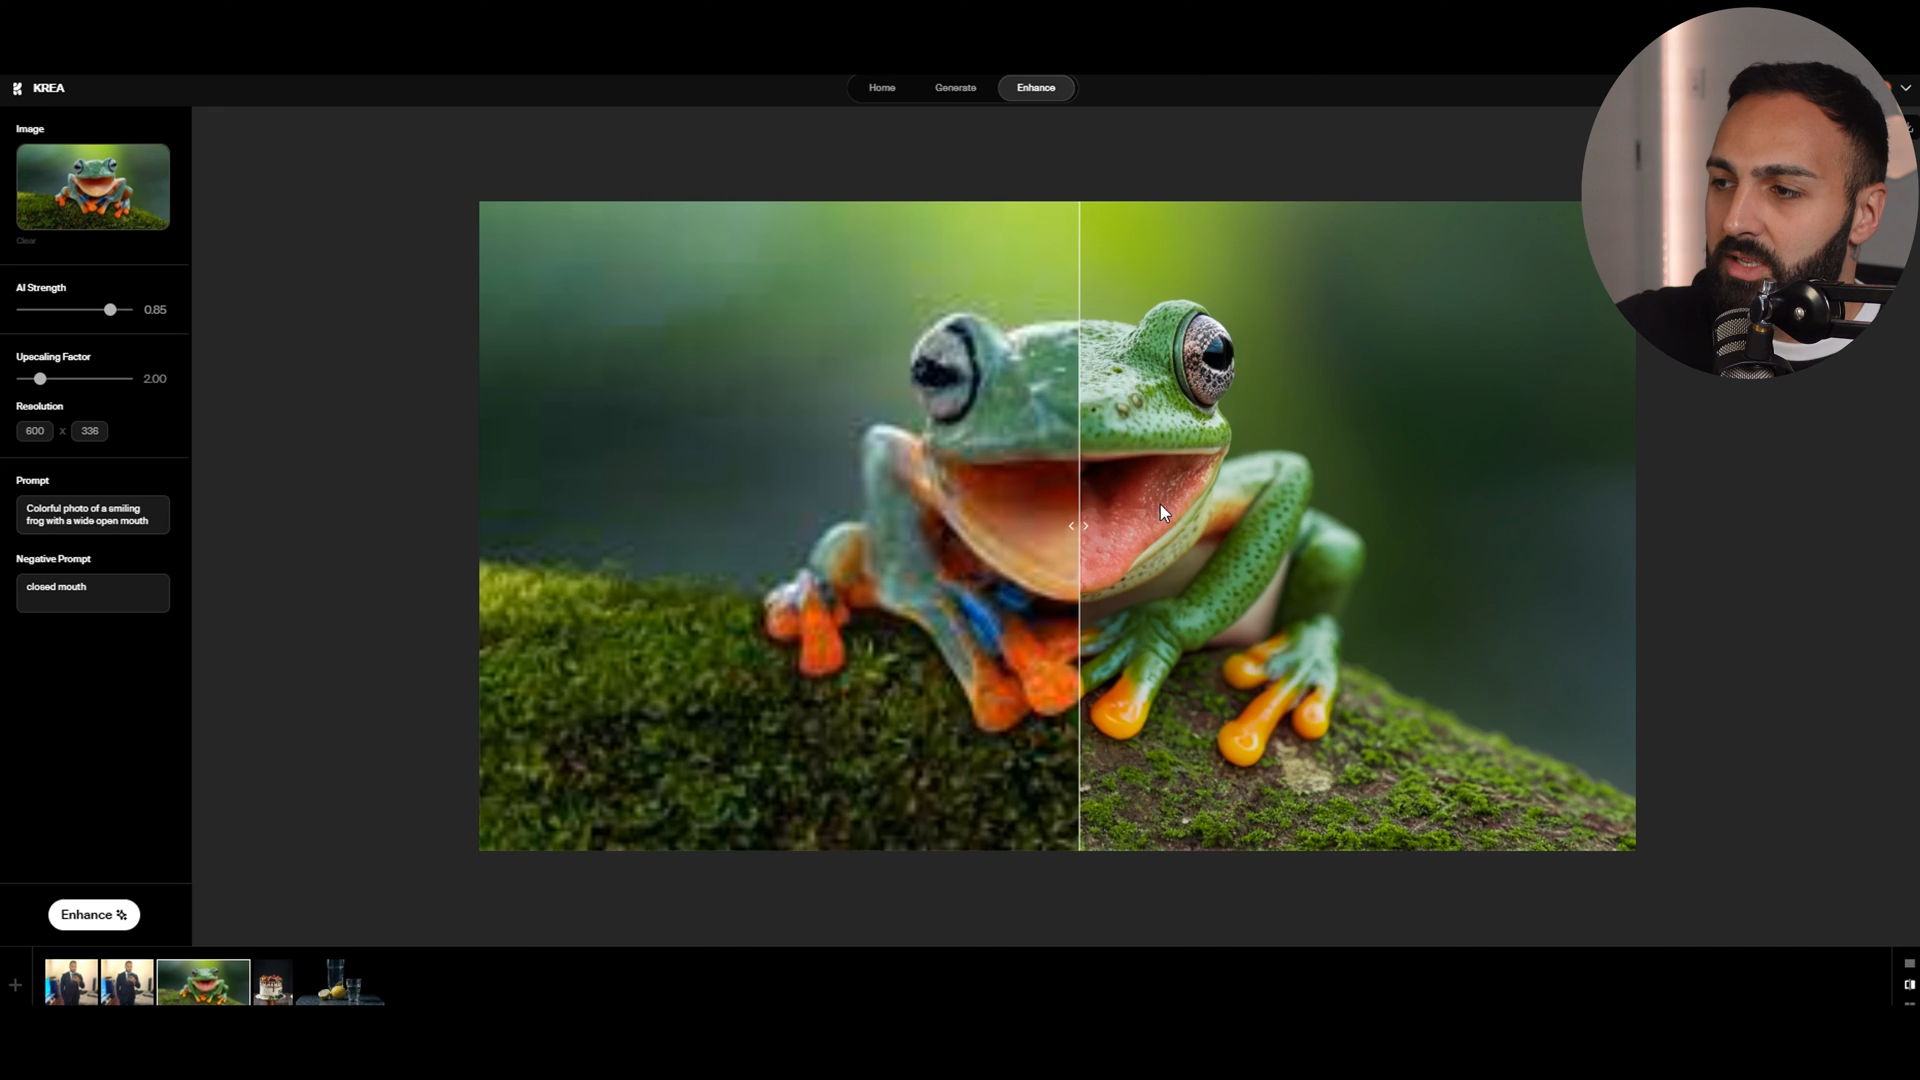 KREA
Home
Generate
Enhance
Image
Clear
AI Strength
0.85
Upscaling Factor
2.00
Resolution
600 x 336
Prompt
Colorful photo of a smiling
frog with a wide open mouth
Negative Prompt
closed mouth
Enhance